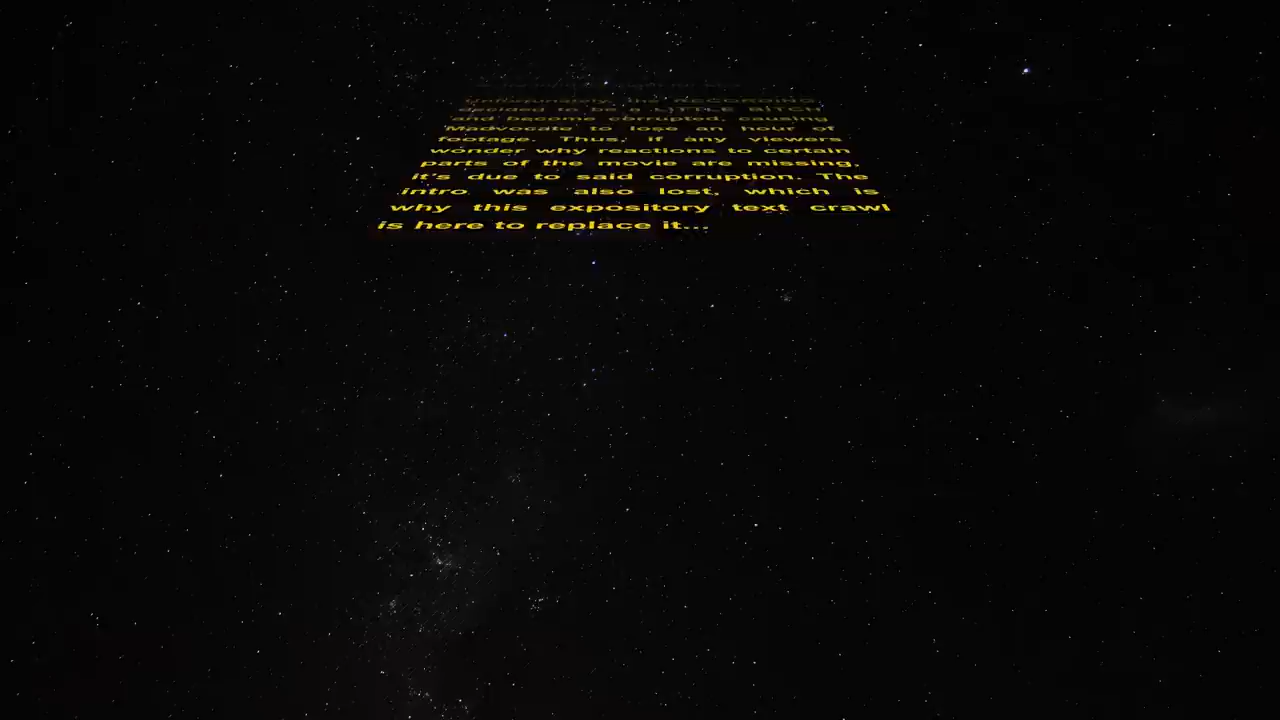 Unfortunately, the RECORDING
decided to be a LITTLE BITCH
and become corrupted, causing
Madvocate to lose an hour of
footage. Thus, if any viewers
wonder why reactions to certain
parts of the movie are missing,
it's due to said corruption. The
intro was also lost, which is
why this expository text crawl
is here to replace it...